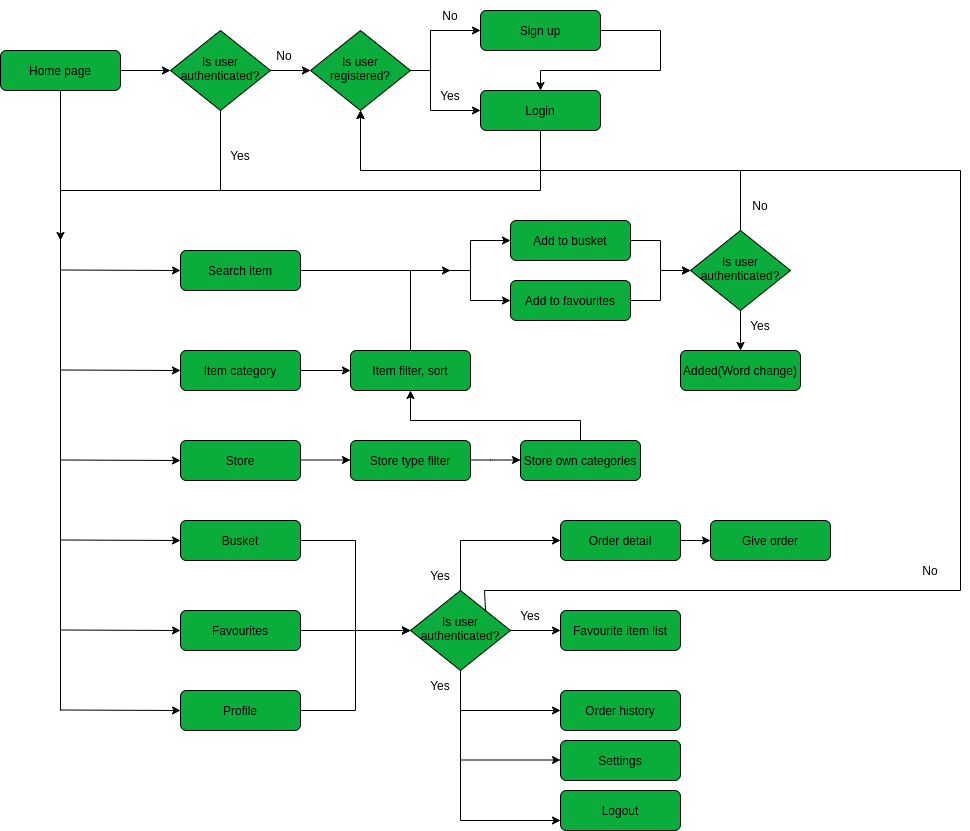 No
Sign up
Home page
Is user
authenticated?
No
Is user
registered?
Yes
Login
Yes
No
Add to busket
Search item
Is user
authenticated?
Add to favourites
Yes
Item category
Item filter, sort
Added(Word change)
Store
Store type filter
Store own categories
Busket
Order detail
Give order
Yes
No
Favourites
Is user
authenticated?
Yes
Favourite item list
Yes
Profile
Order history
Settings
Logout